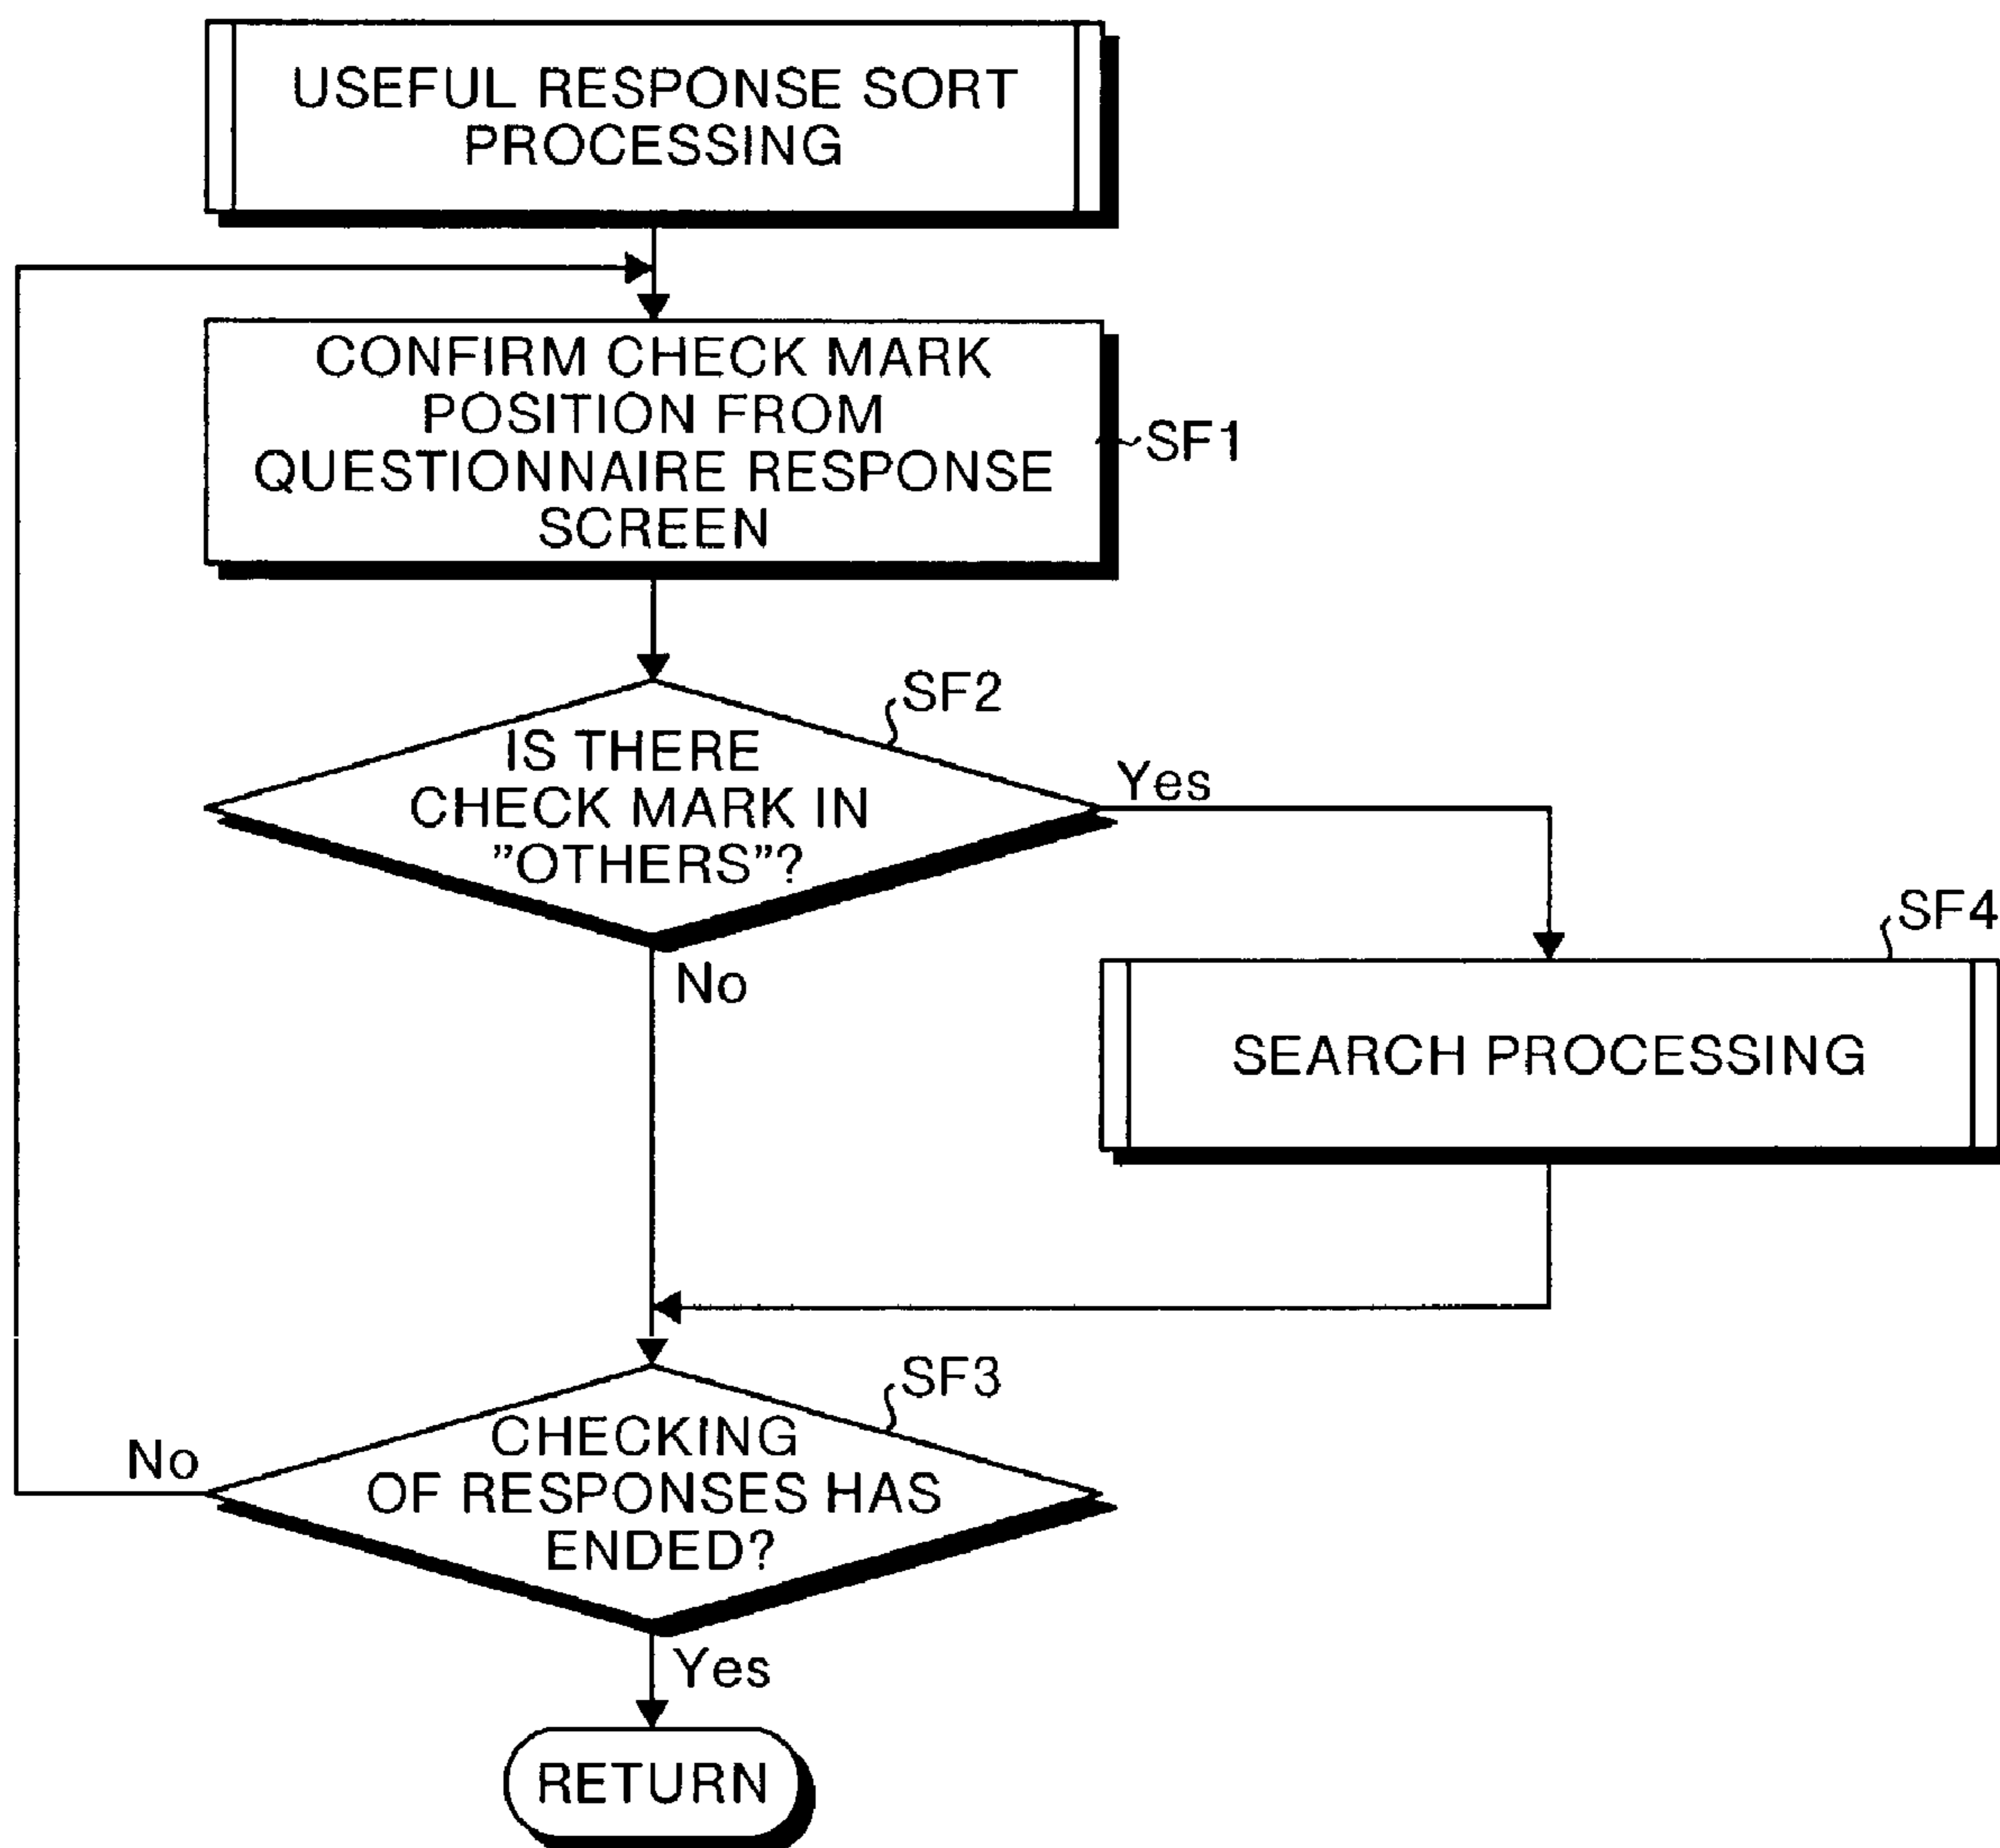 USEFUL RESPONSE SORT
PROCESSING
CONFIRM CHECK MARK
POSITION FROM
QUESTIONNAIRE RESPONSE
SCREEN
SF1
SF2
IS THERE
CHECK MARK IN
"OTHERS"?
Yes
No
SF4
SEARCH PROCESSING
SF3
CHECKING
OF RESPONSES HAS
ENDED?
No
Yes
RETURN